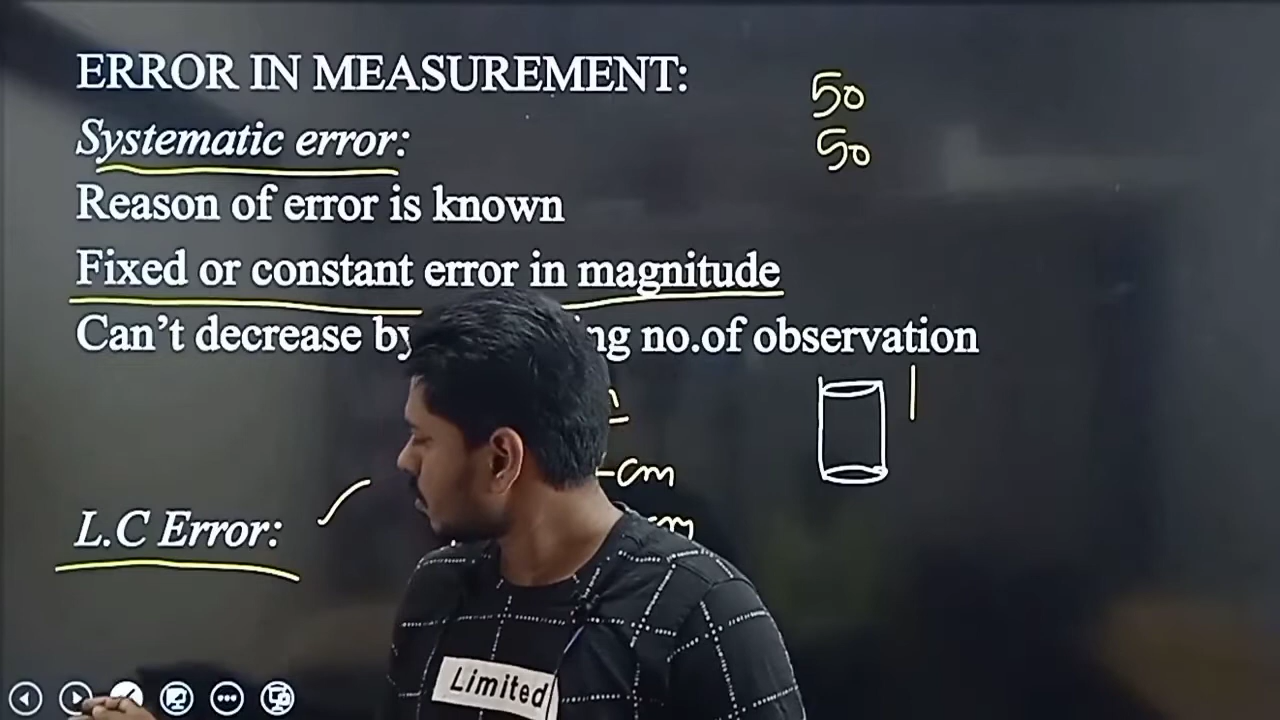 ERROR IN MEASUREMENT:
50
Systematic error:
50
Reason of error is known
Fixed or constant error in magnitude
Can't decrease by no.of observation
cm
L.C Error:
cm
Limited